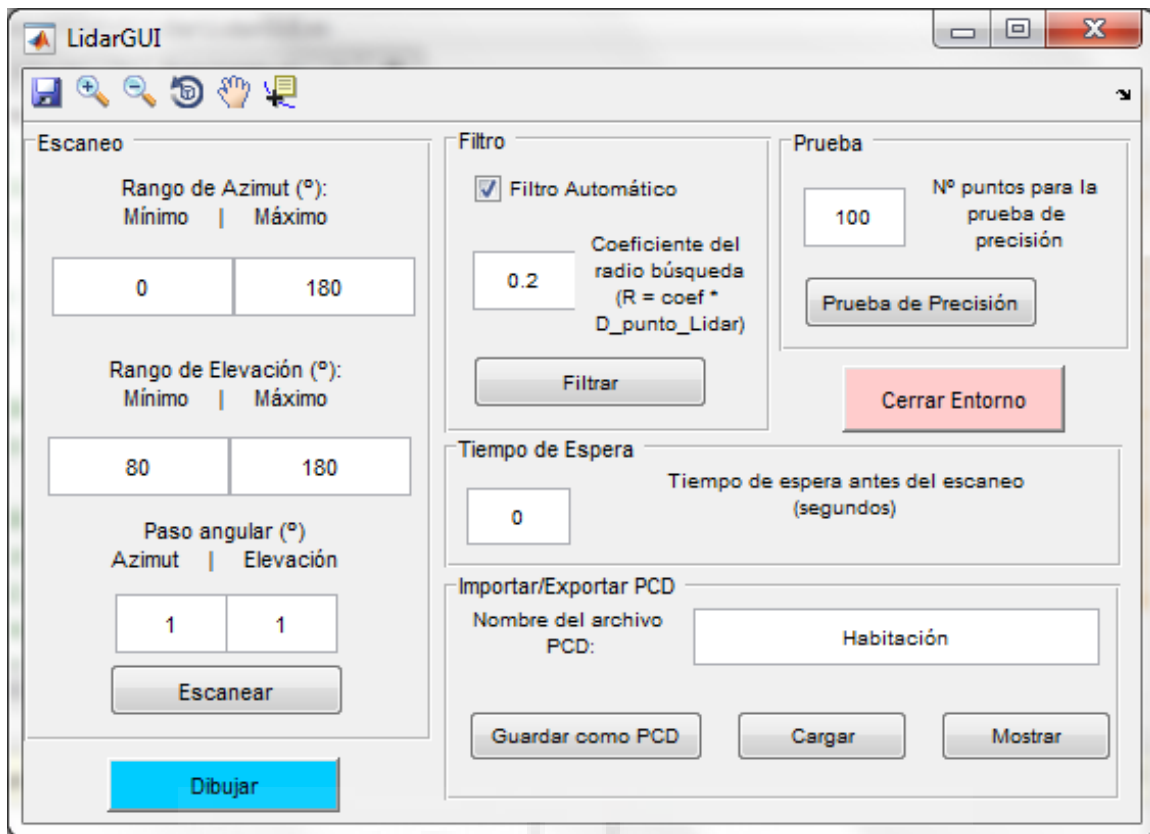 LidarGUI
Escaneo
Rango de Azimut (º):
Mínimo | Máximo
0 180
Rango de Elevación (º):
Mínimo | Máximo
80 180
Paso angular (º)
Azimut | Elevación
1 1
Escanear
Dibujar
Filtro
Filtro Automático
0.2
Coeficiente del
radio búsqueda
(R = coef *
D_punto_Lidar)
Filtrar
Prueba
100
Nº puntos para la
prueba de
precisión
Prueba de Precisión
Cerrar Entorno
Tiempo de Espera
0
Tiempo de espera antes del escaneo
(segundos)
Importar/Exportar PCD
Nombre del archivo
PCD:
Habitación
Guardar como PCD Cargar Mostrar